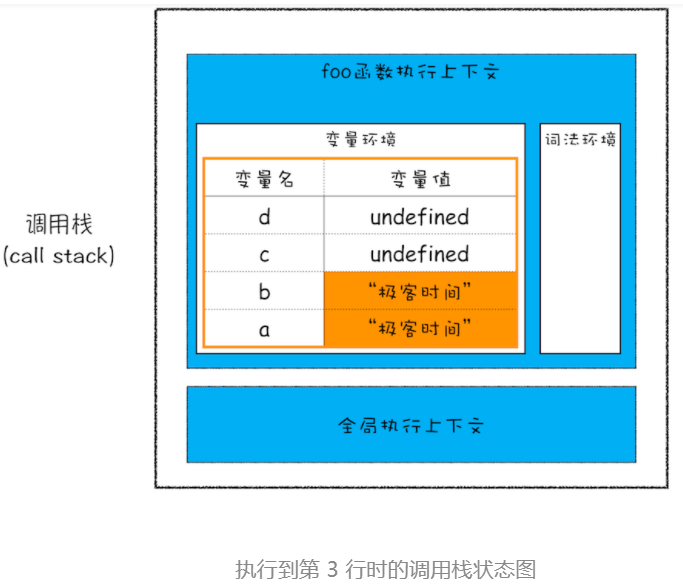 foo函数执行上下文
变量环境
词法环境
变量名 变量值
d undefined
c undefined
b “极客时间”
a “极客时间”
调用栈
(call stack)
全局执行上下文
执行到第 3 行时的调用栈状态图